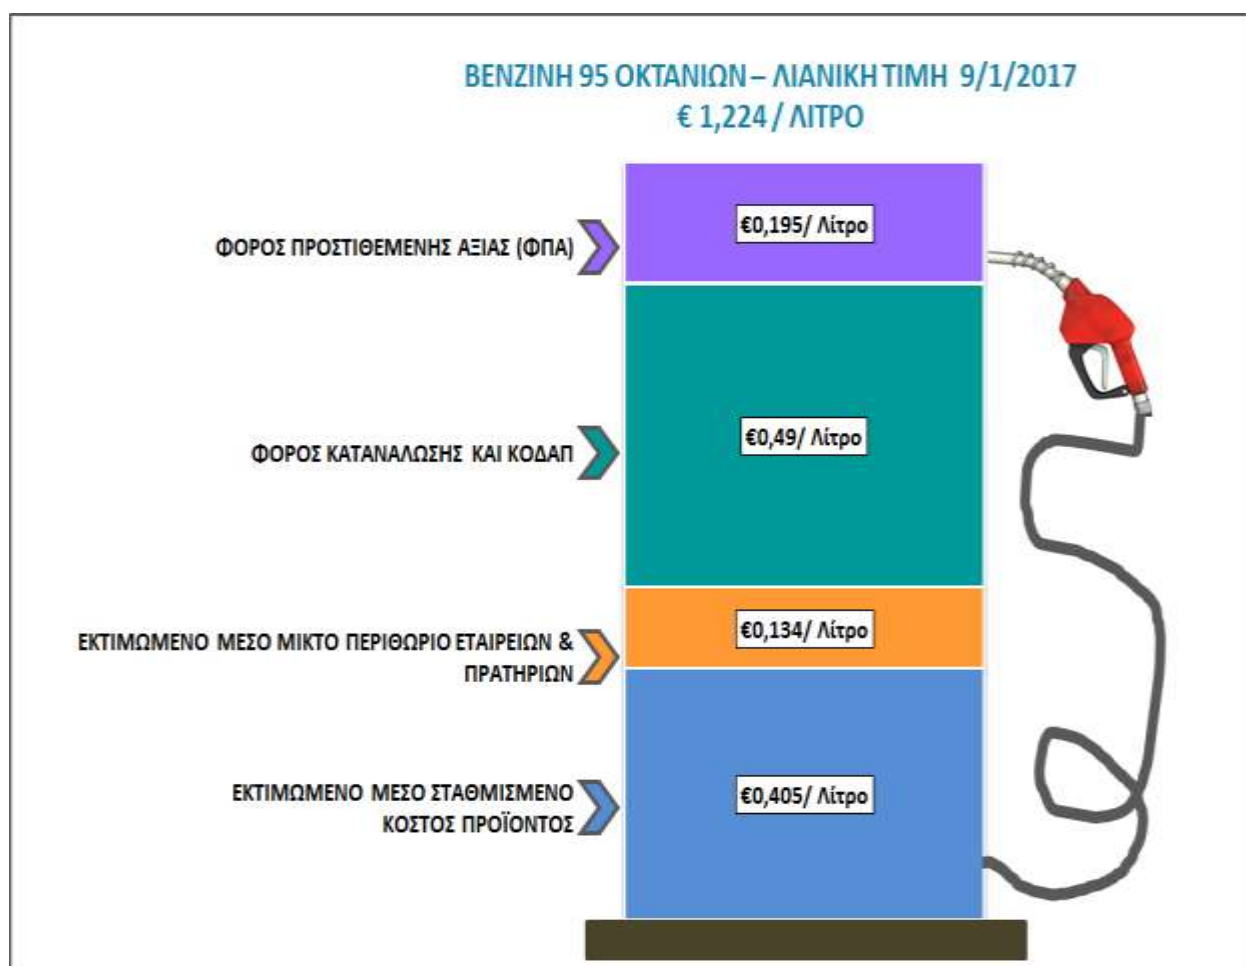 ΒΕΝΖΙΝΗ 95 ΟΚΤΑΝΙΩΝ – ΛΙΑΝΙΚΗ ΤΙΜΗ 9/1/2017
€ 1,224 / ΛΙΤΡΟ
€0,195/ Λίτρο
ΦΟΡΟΣ ΠΡΟΣΤΙΘΕΜΕΝΗΣ ΑΞΙΑΣ (ΦΠΑ)
€0,49/ Λίτρο
ΦΟΡΟΣ ΚΑΤΑΝΑΛΩΣΗΣ ΚΑΙ ΚΟΔΑΠ
€0,134/ Λίτρο
ΕΚΤΙΜΩΜΕΝΟ ΜΕΣΟ ΜΙΚΤΟ ΠΕΡΙΘΩΡΙΟ ΕΤΑΙΡΕΙΩΝ &
ΠΡΑΤΗΡΙΩΝ
€0,405/ Λίτρο
ΕΚΤΙΜΩΜΕΝΟ ΜΕΣΟ ΣΤΑΘΜΙΣΜΕΝΟ
ΚΟΣΤΟΣ ΠΡΟΪΟΝΤΟΣ